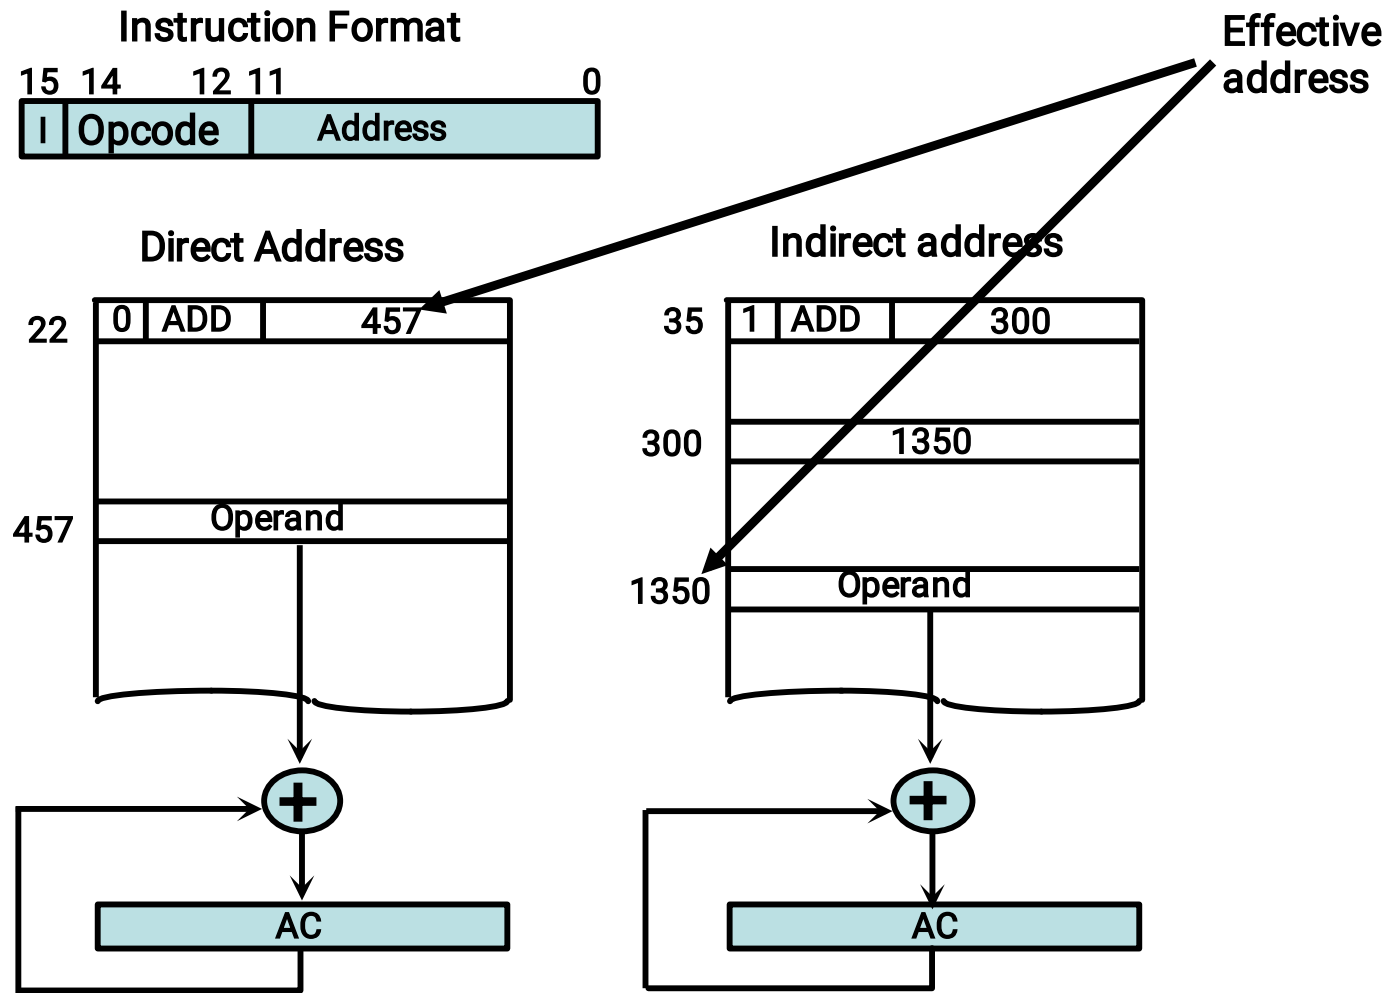 Instruction Format
Effective
address
15 14 12 11 0
I Opcode Address
Direct Address
Indirect address
22 0 ADD 457
35 1 ADD 300
300 1350
457 Operand
1350 Operand
+
+
AC
AC